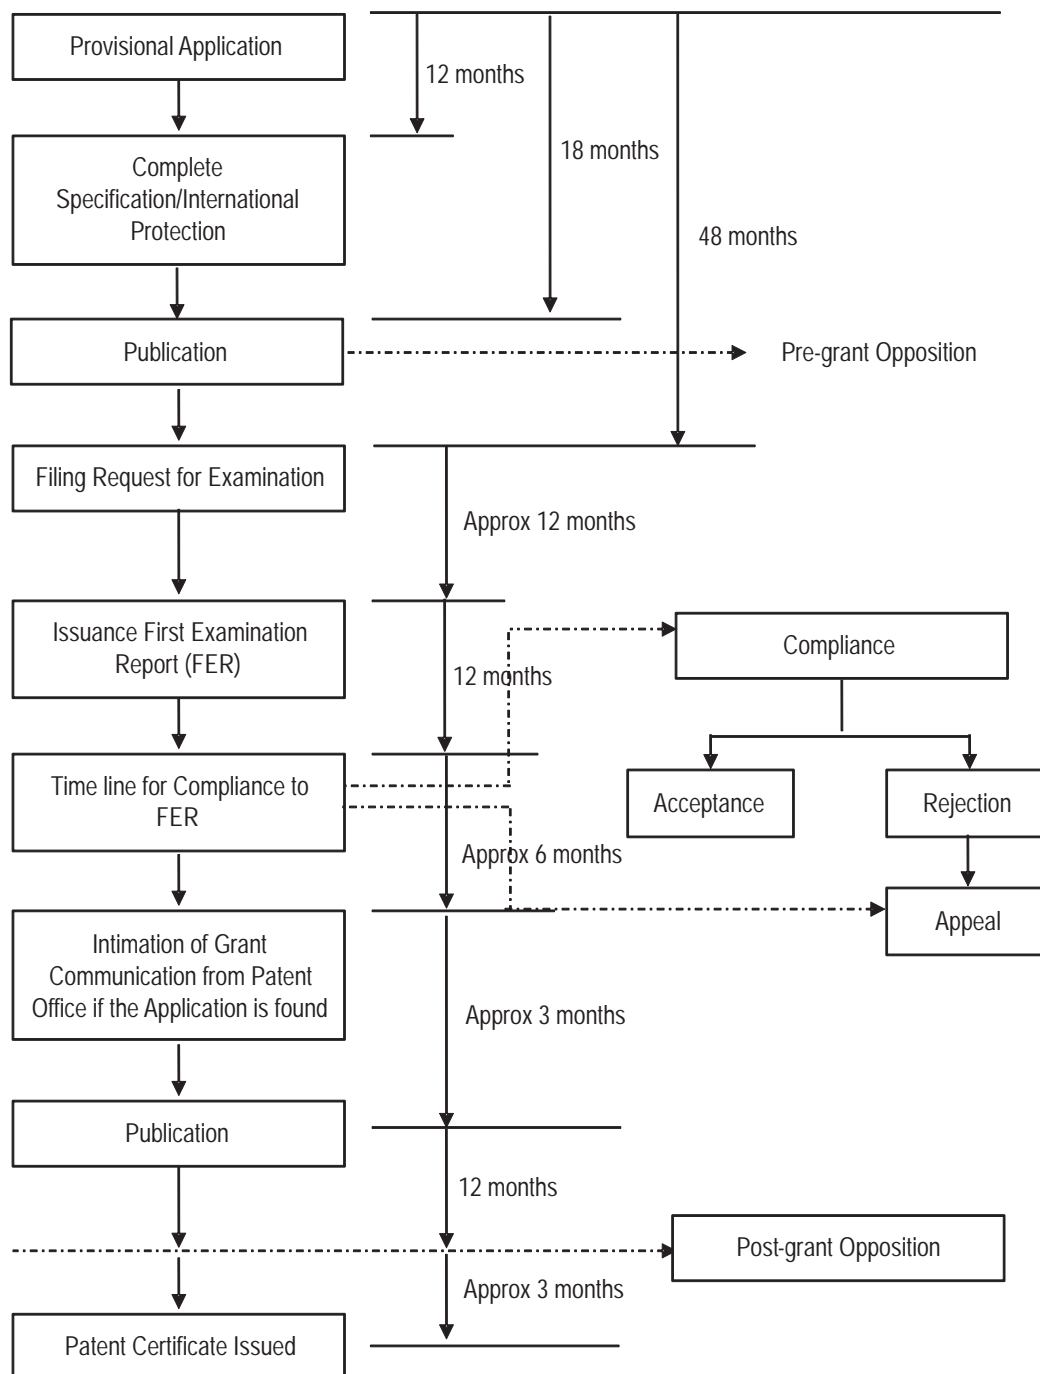 Provisional Application
12 months
18 months
Complete
Specification/International
Protection
48 months
Publication
Pre-grant Opposition
Filing Request for Examination
Approx 12 months
Issuance First Examination
Report (FER)
12 months
Compliance
Time line for Compliance to
FER
Acceptance
Rejection
Approx 6 months
Appeal
Intimation of Grant
Communication from Patent
Office if the Application is found
Approx 3 months
Publication
12 months
Post-grant Opposition
Approx 3 months
Patent Certificate Issued